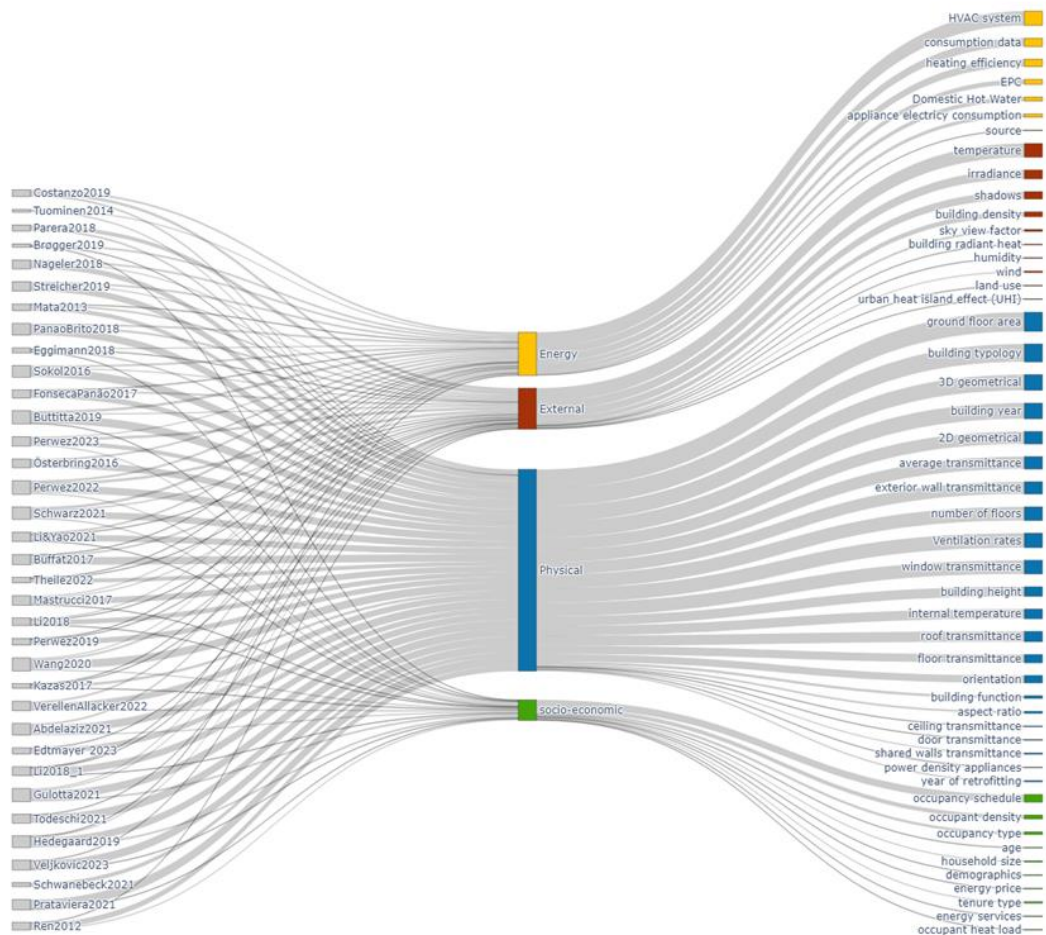 Costanzo2019
Tuominen2014
Parera2018
Brøgger2019
Nageler2018
Streicher2019
Mata2013
PanaoBrito2018
Eggimann2018
Sokol2016
FonsecaPanão2017
Buttitta2019
Perwez2023
Österbring2016
Perwez2022
Schwarz2021
Li&Yao2021
Buffat2017
Theile2022
Mastrucci2017
Li2018
Perwez2019
Wang2020
Kazas2017
VerellenAllacker2022
Abdelaziz2021
Edtmayer 2023
Li2018_1
Gulotta2021
Todeschi2021
Hedegaard2019
Veljkovic2023
Schwanebeck2021
Prataviera2021
Ren2012
Energy
External
Physical
socio-economic
HVAC system
consumption data
heating efficiency
EPC
Domestic Hot Water
appliance electricy consumption
source
temperature
irradiance
shadows
building density
sky view factor
building radiant heat
humidity
wind
land use
urban heat island effect (UHI)
ground floor area
building typology
3D geometrical
building year
2D geometrical
average transmittance
exterior wall transmittance
number of floors
Ventilation rates
window transmittance
building height
internal temperature
roof transmittance
floor transmittance
orientation
building function
aspect ratio
ceiling transmittance
door transmittance
shared walls transmittance
power density appliances
year of retrofitting
occupancy schedule
occupant density
occupancy type
age
household size
demographics
energy price
tenure type
energy services
occupant heat load